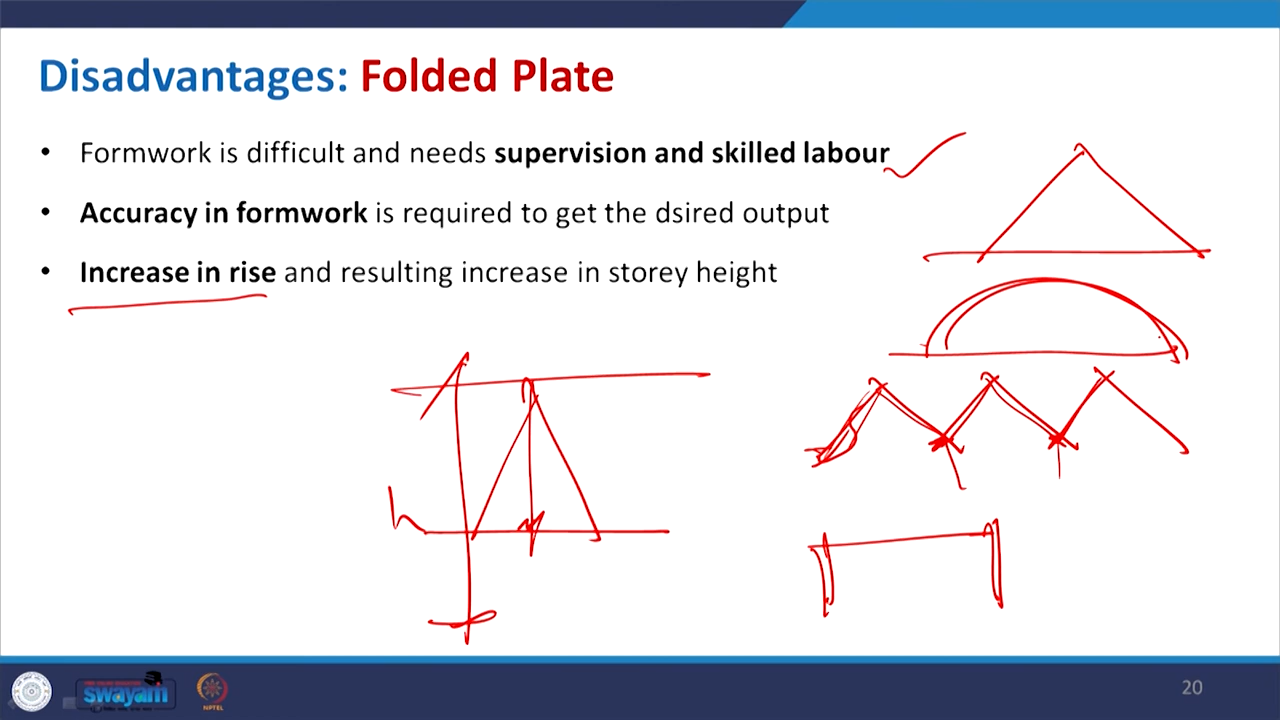 Disadvantages: Folded Plate
• Formwork is difficult and needs supervision and skilled labour
• Accuracy in formwork is required to get the dsired output
• Increase in rise and resulting increase in storey height
h
swayam
NPTEL
20